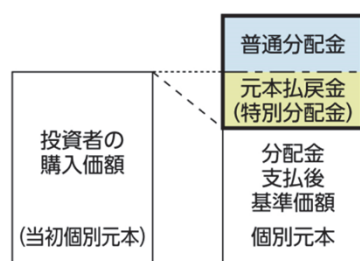 普通分配金
元本払戻金
(特別分配金)
投資者の
購入価額
(当初個別元本)
分配金
支払後
基準価額
個別元本